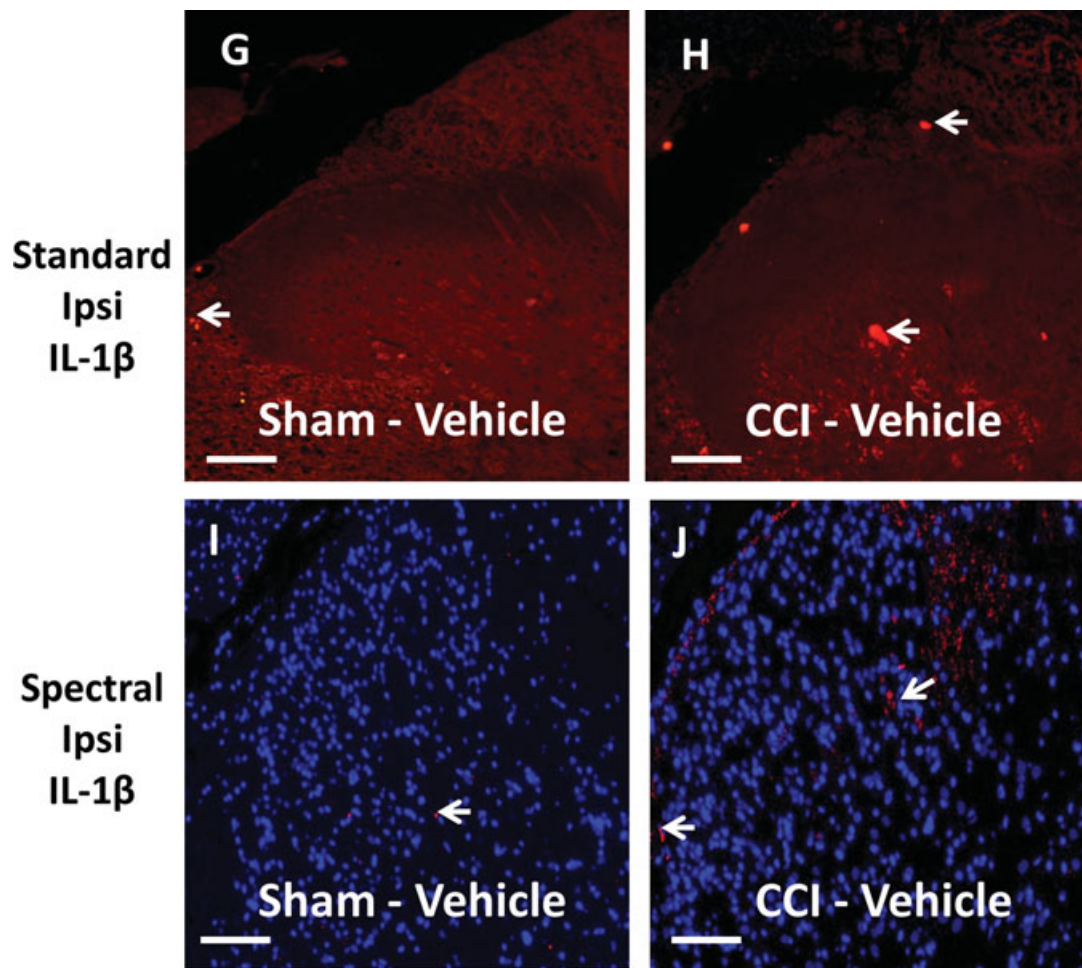 G
H
Standard
Ipsi
IL-1β
Sham - Vehicle
CCI - Vehicle
I
J
Spectral
Ipsi
IL-1β
Sham - Vehicle
CCI - Vehicle